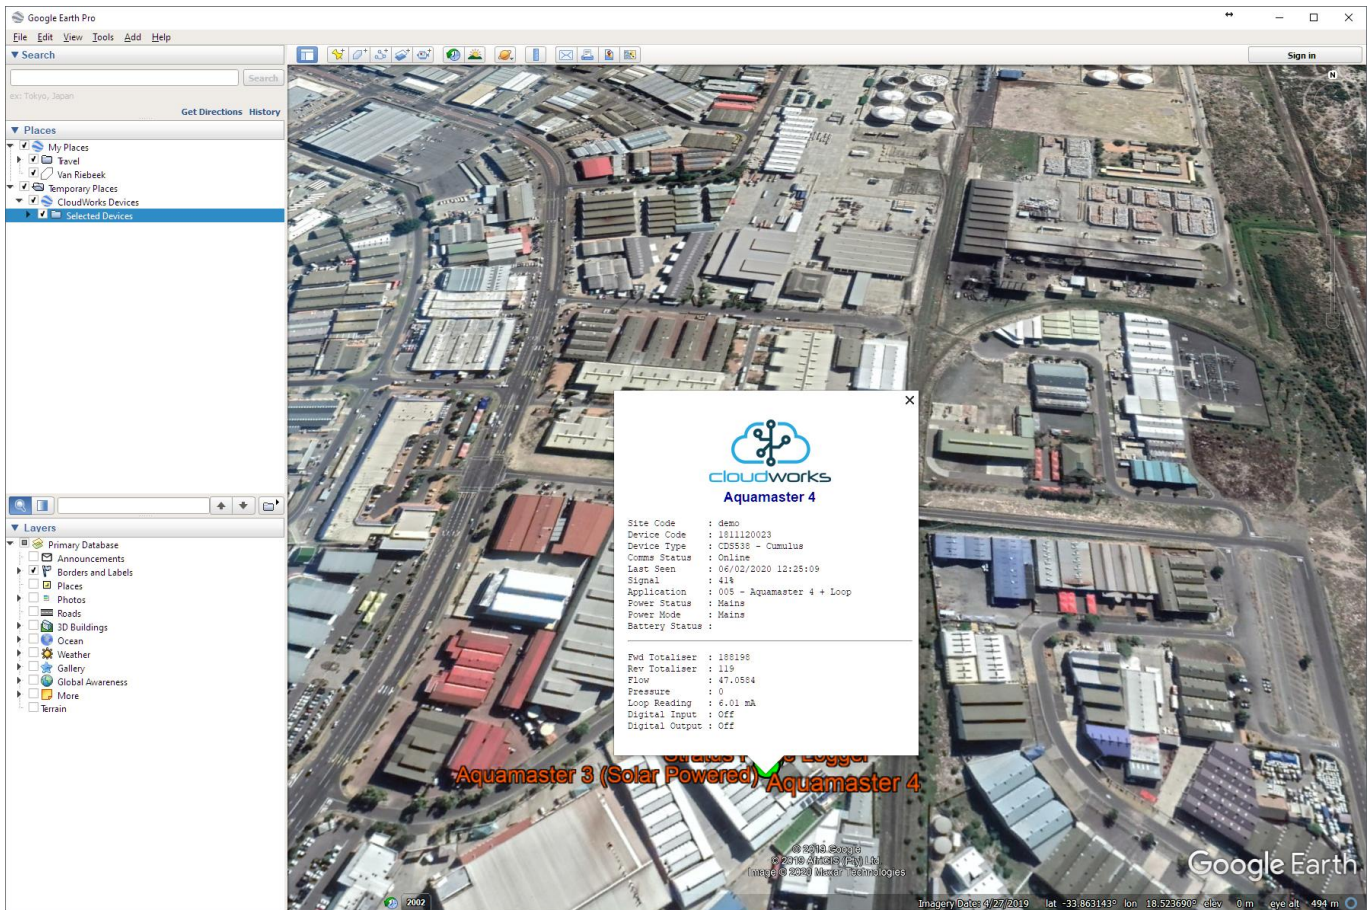 Google Earth Pro
File Edit View Tools Add Help
Search
Sign in
Search
ex: Tokyo, Japan
Get Directions History
Places
My Places
Travel
Van Riebeek
Temporary Places
CloudWorks Devices
Selected Devices
Layers
Primary Database
Announcements
Borders and Labels
Places
Photos
Roads
3D Buildings
Ocean
Weather
Gallery
Global Awareness
More
Terrain
N
cloudworks
Aquamaster 4
Site Code : demo
Device Code : 1811120023
Device Type : CDS538 - Cumulus
Comms Status : Online
Last Seen : 06/02/2020 12:25:09
Signal : 41%
Application : 005 - Aquamaster 4 + Loop
Power Status : Mains
Power Mode : Mains
Battery Status :
Fwd Totaliser : 188198
Rev Totaliser : 119
Flow : 47.0584
Pressure : 0
Loop Reading : 6.01 mA
Digital Input : Off
Digital Output : Off
Logger
Aquamaster 3 (Solar Powered) Aquamaster 4
© 2019 Google
© 2019 AfriGIS (Pty) Ltd.
Image © 2020 Maxar Technologies
Google Earth
2002
Imagery Date: 4/27/2019 lat -33.863143° lon 18.523690° elev 0 m eye alt 494 m